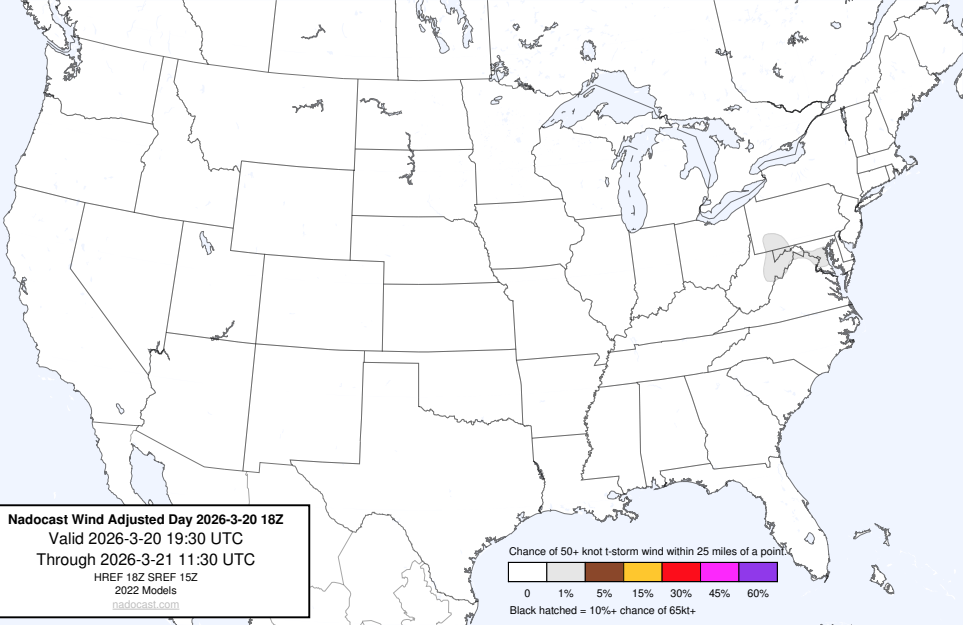 Nadocast Wind Adjusted Day 2026-3-20 18Z
Valid 2026-3-20 19:30 UTC
Through 2026-3-21 11:30 UTC
HREF 18Z SREF 15Z
2022 Models
nadocast.com
Chance of 50+ knot t-storm wind within 25 miles of a point.
0 1% 5% 15% 30% 45% 60%
Black hatched = 10%+ chance of 65kt+